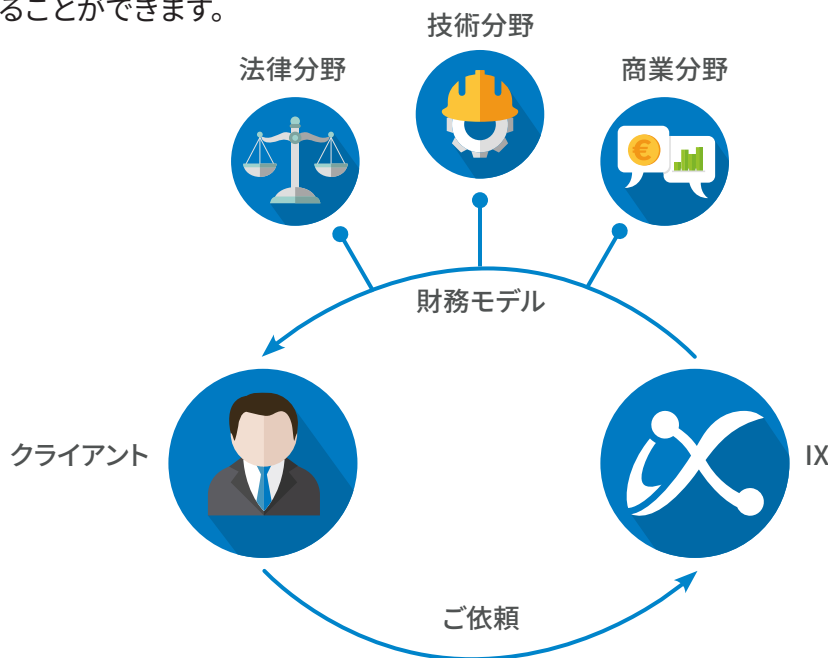 ることができます。
技術分野
法律分野
商業分野
€
財務モデル
クライアント
IX
ご依頼